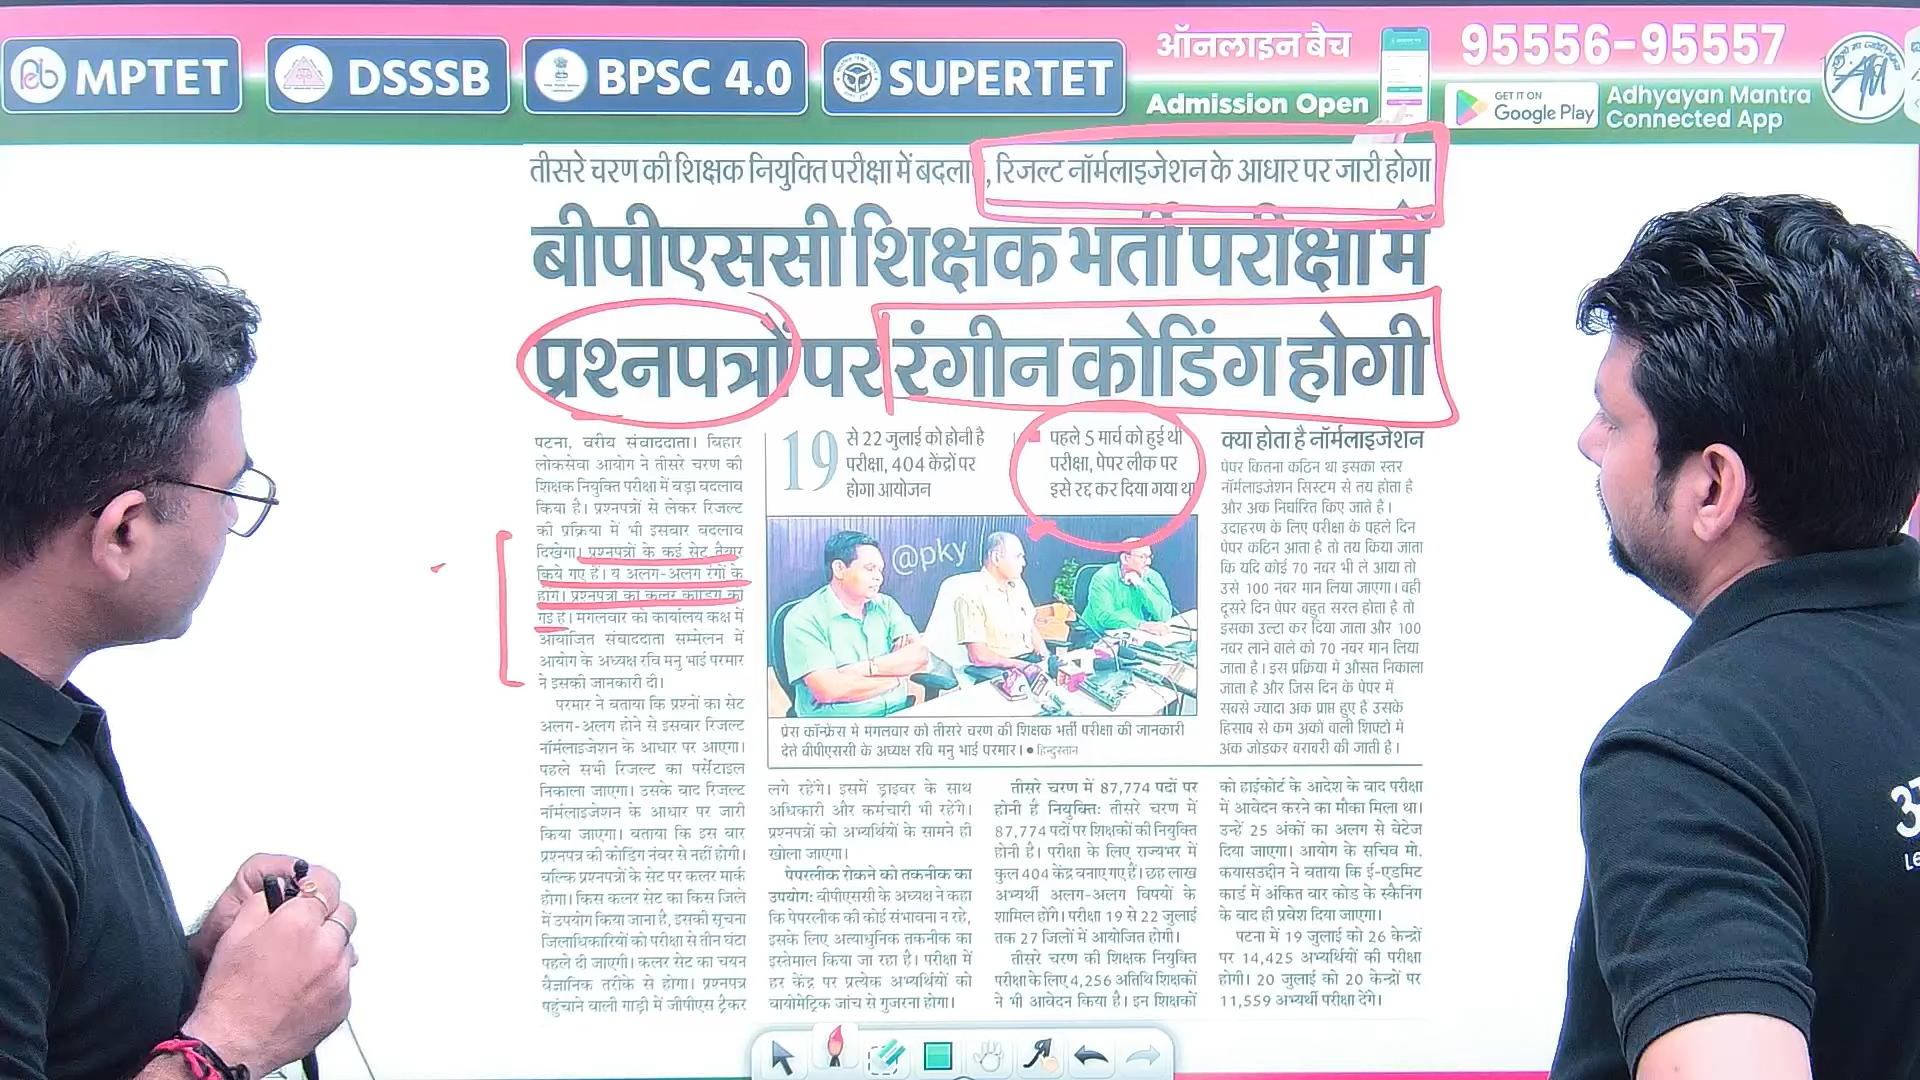 MPTET
DSSSB
BPSC 4.0
SUPERTET
ऑनलाइन बैच
Admission Open
95556-95557
GET IT ON
Google Play
Adhyayan Mantra
Connected App
तीसरे चरण की शिक्षक नियुक्ति परीक्षा में , रिजल्ट नॉर्मलाइजेशन के आधार पर जारी होगा
बीपीएससी शिक्षक भर्ती परीक्षा में
प्रश्नपत्रों पर रंगीन कोडिंग होगी
पटना, वरीय संवाददाता। बिहार
लोकसेवा आयोग ने तीसरे चरण की
शिक्षक नियुक्ति परीक्षा में बड़ा बदलाव
किया है। प्रश्नपत्रों से लेकर रिजल्ट
की प्रक्रिया में भी इसबार बदलाव
दिखेगा। प्रश्नपत्रों के कई सेट तैयार
किये गए हैं। ये अलग-अलग रंगों के
होंगे। प्रश्नपत्रों की कलर कोडिंग की
गई है। मंगलवार को कार्यालय कक्ष में
आयोजित संवाददाता सम्मेलन में
आयोग के अध्यक्ष रवि मनु भाई परमार
ने इसकी जानकारी दी।
परमार ने बताया कि प्रश्नों का सेट
अलग-अलग होने से इसबार रिजल्ट
नॉर्मलाइजेशन के आधार पर आएगा।
पहले सभी रिजल्ट का पर्सेंटाइल
निकाला जाएगा। उसके बाद रिजल्ट
नॉर्मलाइजेशन के आधार पर जारी
किया जाएगा। बताया कि इस बार
प्रश्नपत्र की कोडिंग नंबर से नहीं होगी।
बल्कि प्रश्नपत्रों के सेट पर कलर मार्क
होगा। किस कलर सेट का किस जिले
में उपयोग किया जाना है, इसकी सूचना
जिलाधिकारियों को परीक्षा से तीन घंटा
पहले दी जाएगी। कलर सेट का चयन
वैज्ञानिक तरीके से होगा। प्रश्नपत्र
पहुंचाने वाली गाड़ी में जीपीएस ट्रैकर
19 से 22 जुलाई को होनी है
परीक्षा, 404 केंद्रों पर
होगा आयोजन
पहले 5 मार्च को हुई थी
परीक्षा, पेपर लीक पर
इसे रद्द कर दिया गया था
@pky
प्रेस कॉन्फ्रेंस में मंगलवार को तीसरे चरण की शिक्षक भर्ती परीक्षा की जानकारी
देते बीपीएससी के अध्यक्ष रवि मनु भाई परमार। ● हिन्दुस्तान
लगे रहेंगे। इसमें ड्राइवर के साथ
अधिकारी और कर्मचारी भी रहेंगे।
प्रश्नपत्रों को अभ्यर्थियों के सामने ही
खोला जाएगा।
पेपरलीक रोकने को तकनीक का
उपयोग: बीपीएससी के अध्यक्ष ने कहा
कि पेपरलीक की कोई संभावना न रहे,
इसके लिए अत्याधुनिक तकनीक का
इस्तेमाल किया जा रहा है। परीक्षा में
हर केंद्र पर प्रत्येक अभ्यर्थियों को
बायोमेट्रिक जांच से गुजरना होगा।
तीसरे चरण में 87,774 पदों पर
होनी है नियुक्ति: तीसरे चरण में
87,774 पदों पर शिक्षकों की नियुक्ति
होनी है। परीक्षा के लिए राज्यभर में
कुल 404 केंद्र बनाए गए हैं। छह लाख
अभ्यर्थी अलग-अलग विषयों के
शामिल होंगे। परीक्षा 19 से 22 जुलाई
तक 27 जिलों में आयोजित होगी।
तीसरे चरण की शिक्षक नियुक्ति
परीक्षा के लिए 4,256 अतिथि शिक्षकों
ने भी आवेदन किया है। इन शिक्षकों
क्या होता है नॉर्मलाइजेशन
पेपर कितना कठिन था इसका स्तर
नॉर्मलाइजेशन सिस्टम से तय होता है
और अंक निर्धारित किए जाते है।
उदाहरण के लिए परीक्षा के पहले दिन
पेपर कठिन आता है तो तय किया जाता
कि यदि कोई 70 नंबर भी ले आया तो
उसे 100 नंबर मान लिया जाएगा। वही
दूसरे दिन पेपर बहुत सरल होता है तो
इसका उल्टा कर दिया जाता और 100
नंबर लाने वाले को 70 नंबर मान लिया
जाता है। इस प्रक्रिया में औसत निकाला
जाता है और जिस दिन के पेपर में
सबसे ज्यादा अंक प्राप्त हुए हैं उसके
हिसाब से कम अंकों वाली शिफ्टों में
अंक जोड़कर बराबरी की जाती है।
को हाईकोर्ट के आदेश के बाद परीक्षा
में आवेदन करने का मौका मिला था।
उन्हें 25 अंकों का अलग से वेटेज
दिया जाएगा। आयोग के सचिव मो.
कयासउद्दीन ने बताया कि ई-एडमिट
कार्ड में अंकित बार कोड के स्कैनिंग
के बाद ही प्रवेश दिया जाएगा।
पटना में 19 जुलाई को 26 केन्द्रों
पर 14,425 अभ्यर्थियों की परीक्षा
होगी। 20 जुलाई को 20 केन्द्रों पर
11,559 अभ्यर्थी परीक्षा देंगे।